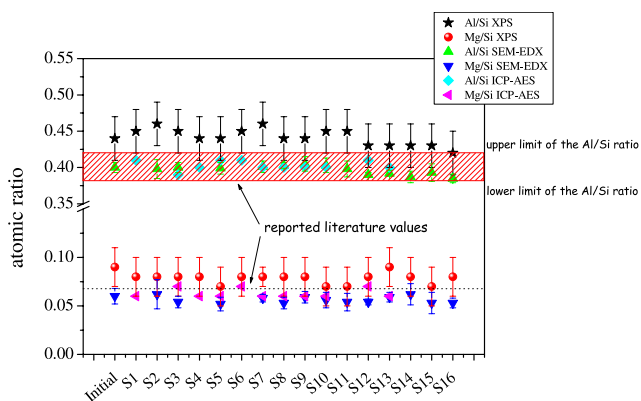 Al/Si XPS
Mg/Si XPS
Al/Si SEM-EDX
Mg/Si SEM-EDX
Al/Si ICP-AES
Mg/Si ICP-AES
0.55
0.50
0.45
0.40
0.35
0.10
0.05
0.00
atomic ratio
upper limit of the Al/Si ratio
lower limit of the Al/Si ratio
reported literature values
Initial
S1
S2
S3
S4
S5
S6
S7
S8
S9
S10
S11
S12
S13
S14
S15
S16